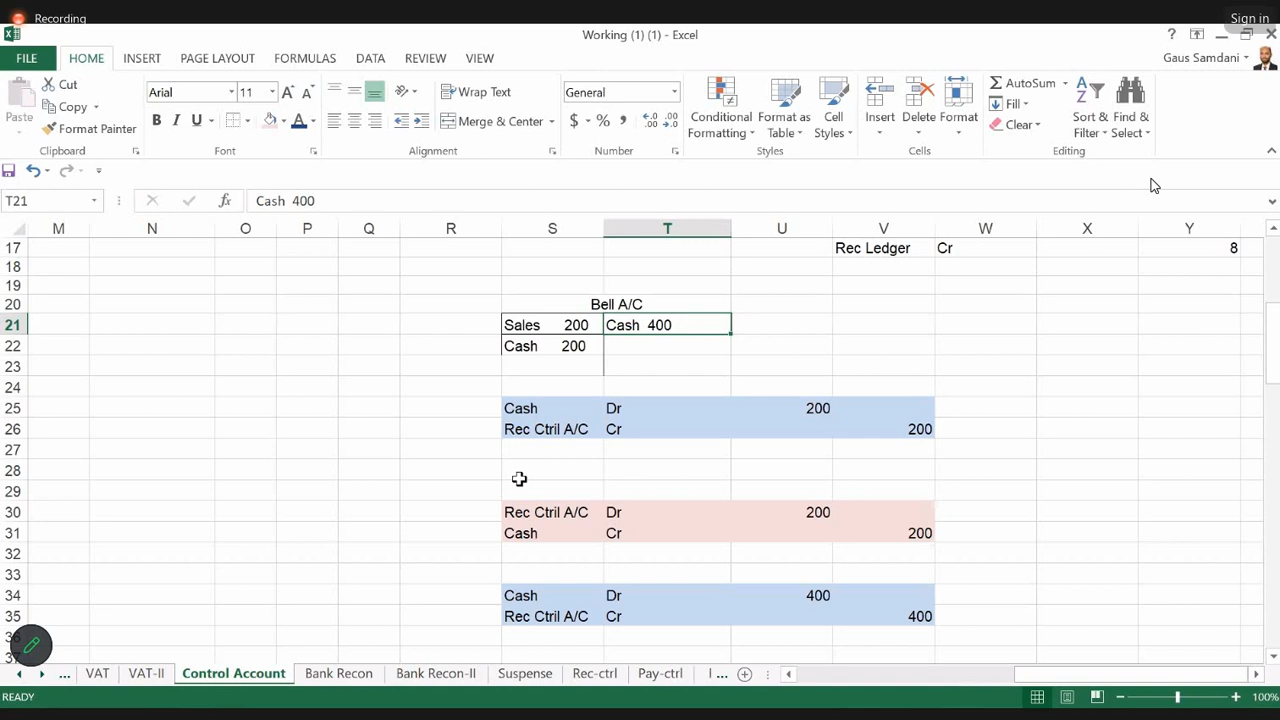 Recording
Sign in
Working (1) (1) - Excel
?
FILE HOME INSERT PAGE LAYOUT FORMULAS DATA REVIEW VIEW
Gaus Samdani
Paste
Cut
Copy
Format Painter
Clipboard
Arial 11
B I U
Font
Wrap Text
Merge & Center
Alignment
General
$ %
Number
Conditional Formatting
Format as Table
Cell Styles
Styles
Insert
Delete
Format
Cells
AutoSum
Fill
Clear
Sort & Filter
Find & Select
Editing
T21 fx Cash 400
M N O P Q R S T U V W X Y
17 Rec Ledger Cr 8
18
19
20 Bell A/C
21 Sales 200 Cash 400
22 Cash 200
23
24
25 Cash Dr 200
26 Rec Ctril A/C Cr 200
27
28
29
30 Rec Ctril A/C Dr 200
31 Cash Cr 200
32
33
34 Cash Dr 400
35 Rec Ctril A/C Cr 400
36
37
... VAT VAT-II Control Account Bank Recon Bank Recon-II Suspense Rec-ctrl Pay-ctrl I ...
READY
100%